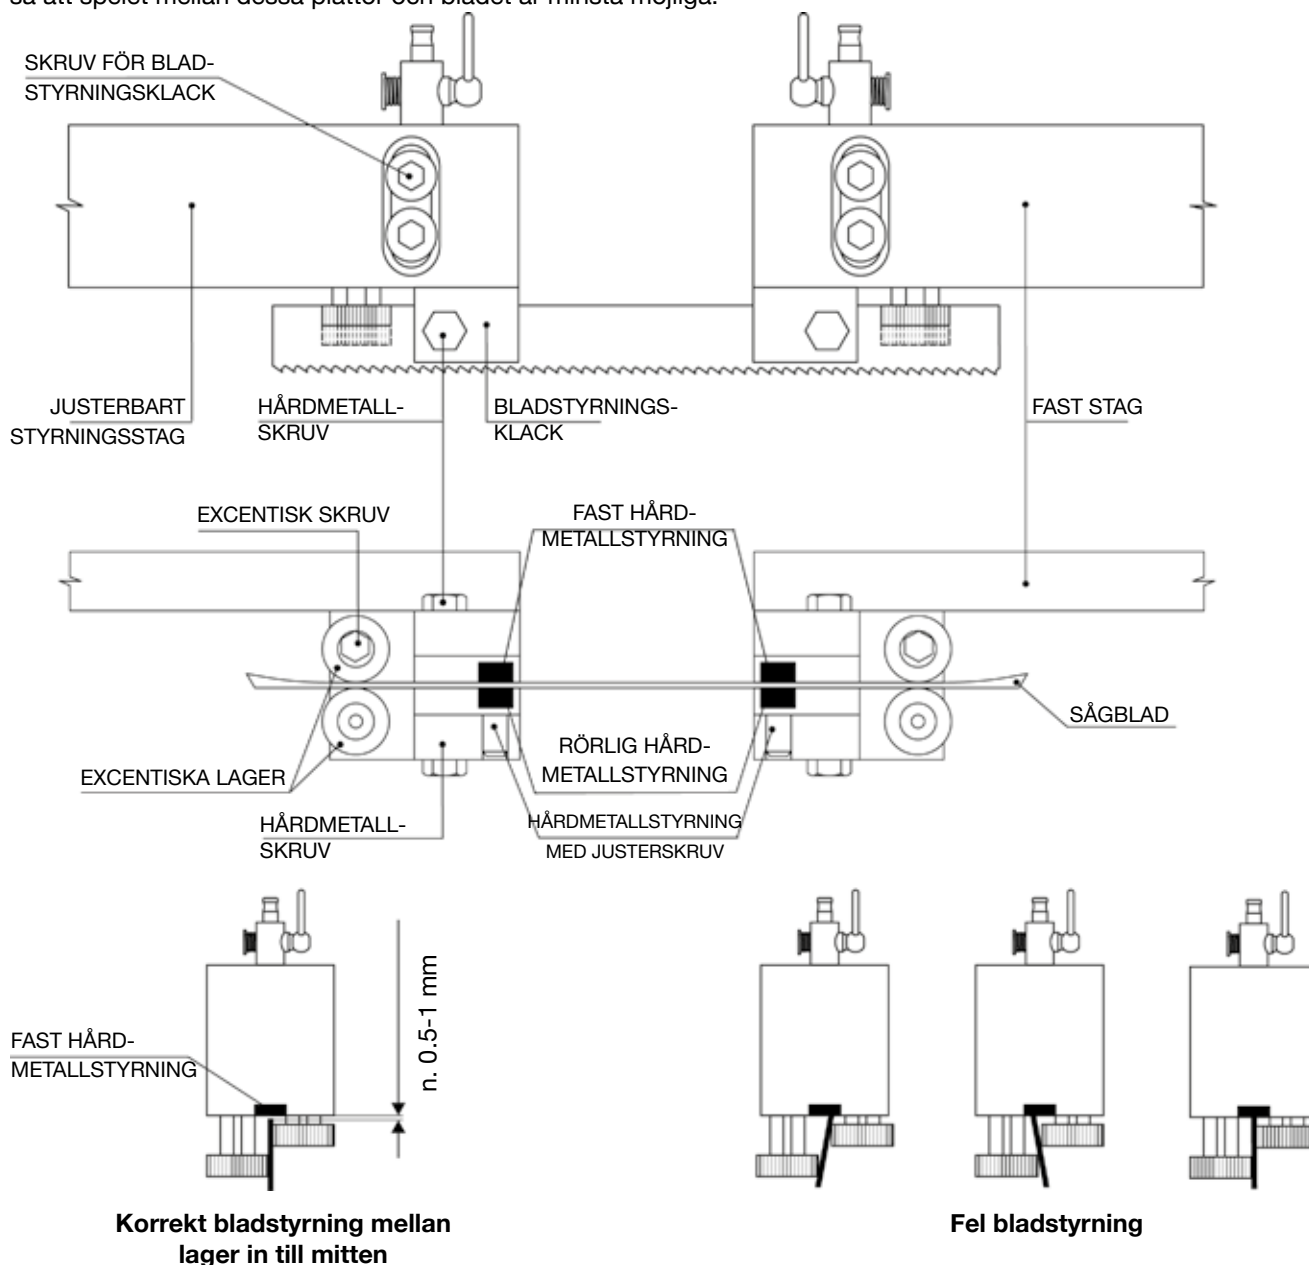 så att spelet mellan dessa plattor och bladet är minsta möjliga.
SKRUV FÖR BLAD-
STYRNINGSKLACK
JUSTERBART
STYRNINGSSTAG
HÅRDMETALL-
SKRUV
BLADSTYRNINGS-
KLACK
FAST STAG
EXCENTISK SKRUV
FAST HÅRD-
METALLSTYRNING
SÅGBLAD
RÖRLIG HÅRD-
METALLSTYRNING
EXCENTISKA LAGER
HÅRDMETALL-
SKRUV
HÅRDMETALLSTYRNING
MED JUSTERSKRUV
n. 0.5-1 mm
FAST HÅRD-
METALLSTYRNING
Korrekt bladstyrning mellan
lager in till mitten
Fel bladstyrning